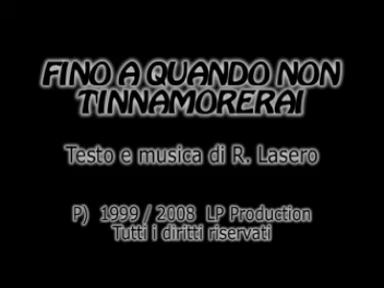 FINO A QUANDO NON
TINNAMORERAI
Testo e musica di R. Lasero
P) 1999 / 2008 LP Production
Tutti i diritti riservati